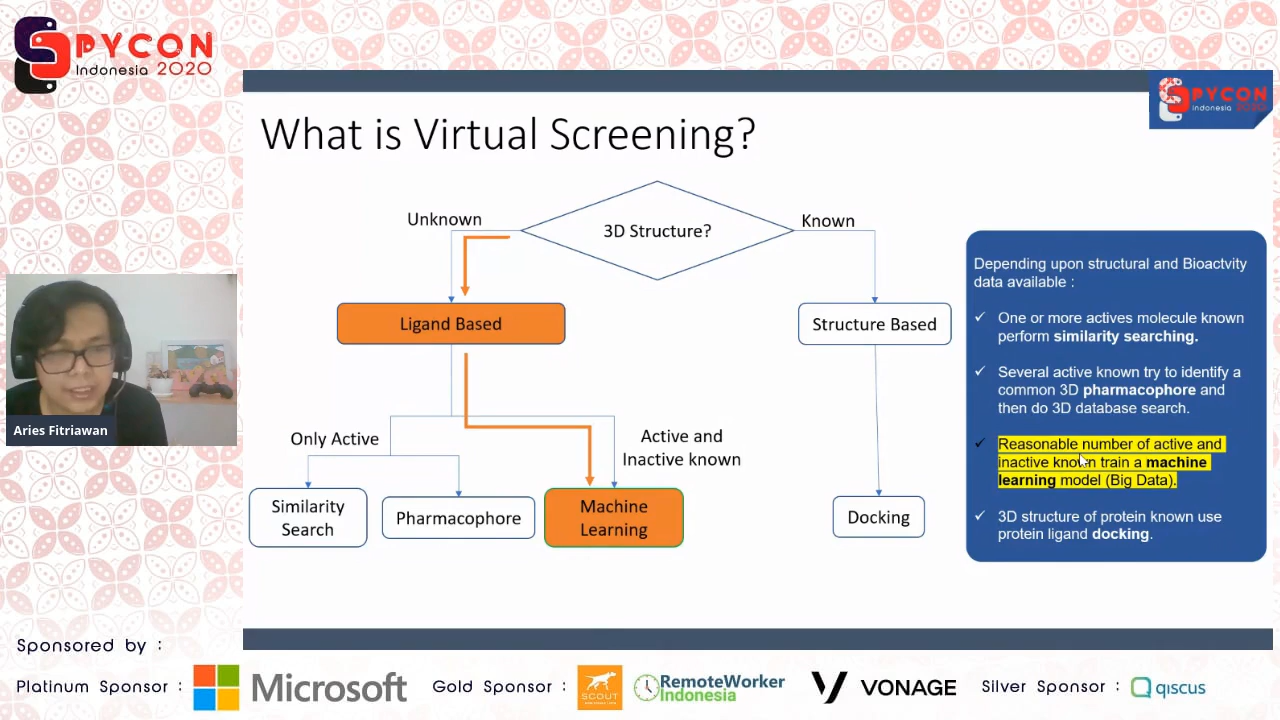 PYCON
Indonesia 2020
PYCON
Indonesia 2020
What is Virtual Screening?
Unknown
3D Structure?
Known
Ligand Based
Structure Based
Only Active
Active and
Inactive known
Similarity
Search
Pharmacophore
Machine
Learning
Docking
Depending upon structural and Bioactvity
data available :
✓ One or more actives molecule known
perform similarity searching.
✓ Several active known try to identify a
common 3D pharmacophore and
then do 3D database search.
✓ Reasonable number of active and
inactive known train a machine
learning model (Big Data).
✓ 3D structure of protein known use
protein ligand docking.
Aries Fitriawan
Sponsored by :
Platinum Sponsor :
Microsoft
Gold Sponsor :
SCOUT
RemoteWorker
Indonesia
VONAGE
Silver Sponsor :
qiscus